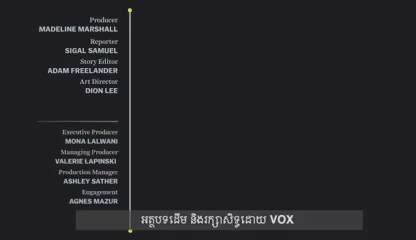 Producer
MADELINE MARSHALL
Reporter
SIGAL SAMUEL
Story Editor
ADAM FREELANDER
Art Director
DION LEE
Executive Producer
MONA LALWANI
Managing Producer
VALERIE LAPINSKI
Production Manager
ASHLEY SATHER
Engagement
AGNES MAZUR
អត្ថបទដើម និងរក្សាសិទ្ធដោយ VOX